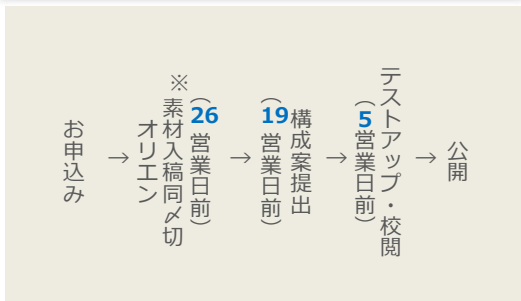 お申込み
→
オリエン
※素材入稿同〆切
（26営業日前）
→
構成案提出
（19営業日前）
→
テストアップ・校閲
（5営業日前）
→
公開